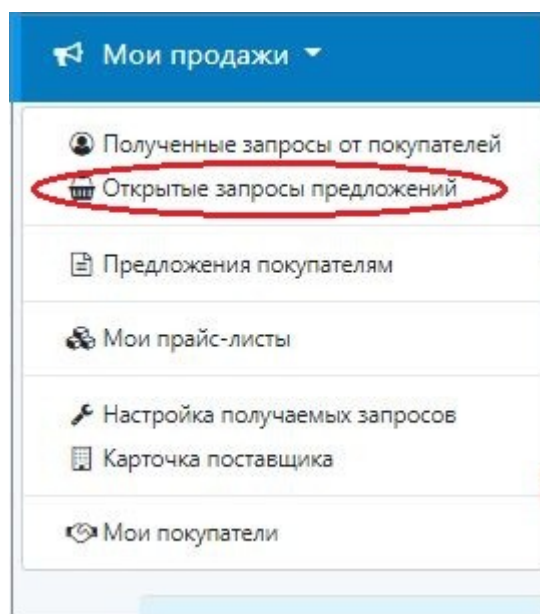 Мои продажи
Полученные запросы от покупателей
Открытые запросы предложений
Предложения покупателям
Мои прайс-листы
Настройка получаемых запросов
Карточка поставщика
Мои покупатели